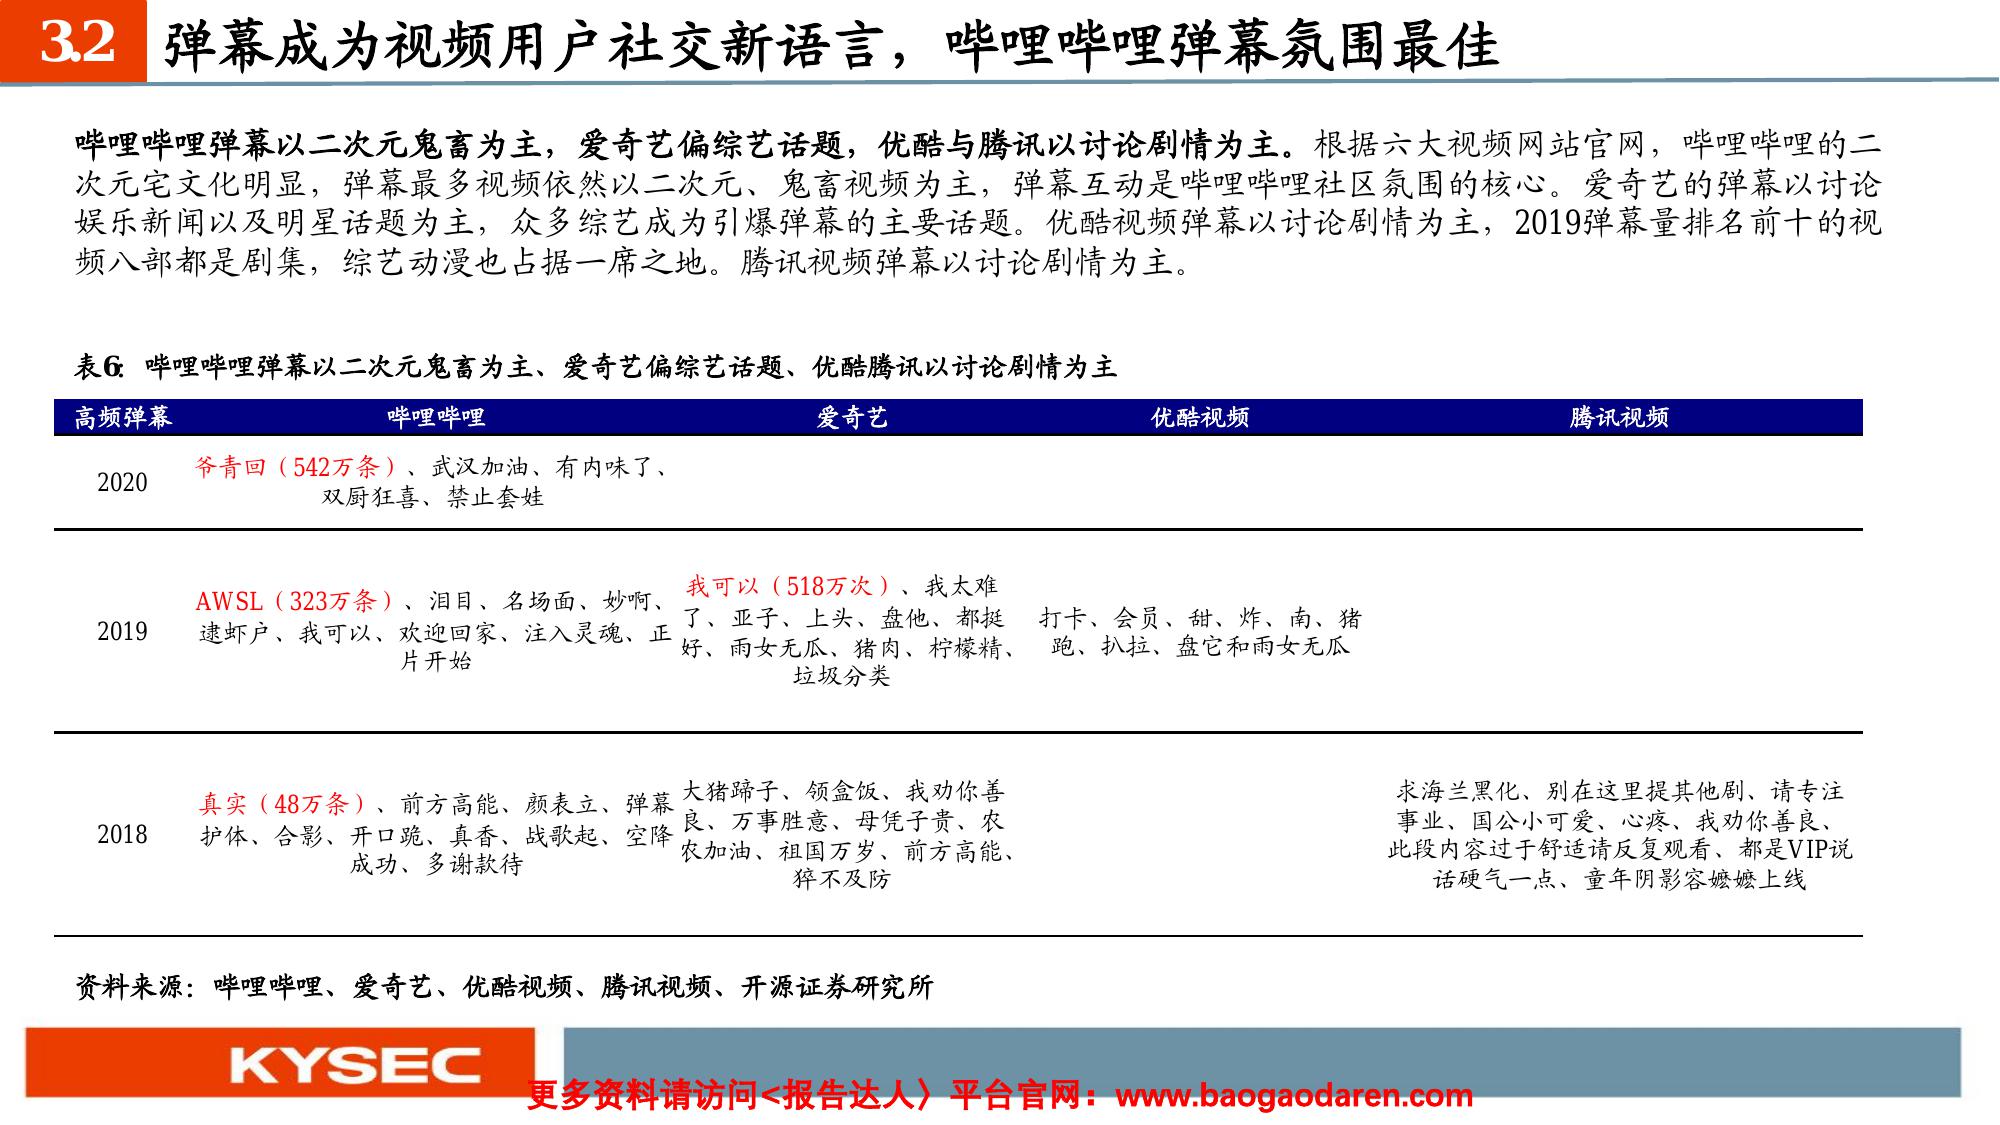 3.2 弹幕成为视频用户社交新语言，哔哩哔哩弹幕氛围最佳
哔哩哔哩弹幕以二次元鬼畜为主，爱奇艺偏综艺话题，优酷与腾讯以讨论剧情为主。根据六大视频网站官网，哔哩哔哩的二
次元宅文化明显，弹幕最多视频依然以二次元、鬼畜视频为主，弹幕互动是哔哩哔哩社区氛围的核心。爱奇艺的弹幕以讨论
娱乐新闻以及明星话题为主，众多综艺成为引爆弹幕的主要话题。优酷视频弹幕以讨论剧情为主，2019弹幕量排名前十的视
频八部都是剧集，综艺动漫也占据一席之地。腾讯视频弹幕以讨论剧情为主。
表6：哔哩哔哩弹幕以二次元鬼畜为主、爱奇艺偏综艺话题、优酷腾讯以讨论剧情为主
高频弹幕 哔哩哔哩 爱奇艺 优酷视频 腾讯视频
2020
爷青回（542万条）、武汉加油、有内味了、
双厨狂喜、禁止套娃
2019
AWSL（323万条）、泪目、名场面、妙啊、
逮虾户、我可以、欢迎回家、注入灵魂、正
片开始
我可以（518万次）、我太难
了、亚子、上头、盘他、都挺
好、雨女无瓜、猪肉、柠檬精、
垃圾分类
打卡、会员、甜、炸、南、猪
跑、扒拉、盘它和雨女无瓜
2018
真实（48万条）、前方高能、颜表立、弹幕
护体、合影、开口跪、真香、战歌起、空降
成功、多谢款待
大猪蹄子、领盒饭、我劝你善
良、万事胜意、母凭子贵、农
农加油、祖国万岁、前方高能、
猝不及防
求海兰黑化、别在这里提其他剧、请专注
事业、国公小可爱、心疼、我劝你善良、
此段内容过于舒适请反复观看、都是VIP说
话硬气一点、童年阴影容嬷嬷上线
资料来源：哔哩哔哩、爱奇艺、优酷视频、腾讯视频、开源证券研究所
KYSEC
更多资料请访问<报告达人〉平台官网：www.baogaodaren.com